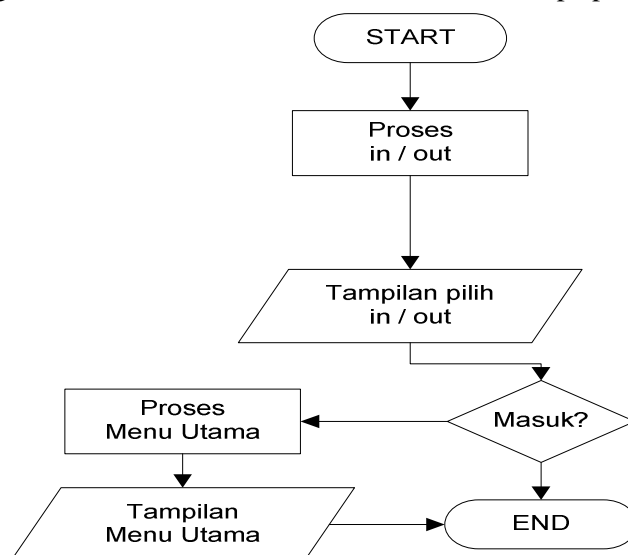 START
Proses
in / out
Tampilan pilih
in / out
Masuk?
Proses
Menu Utama
Tampilan
Menu Utama
END